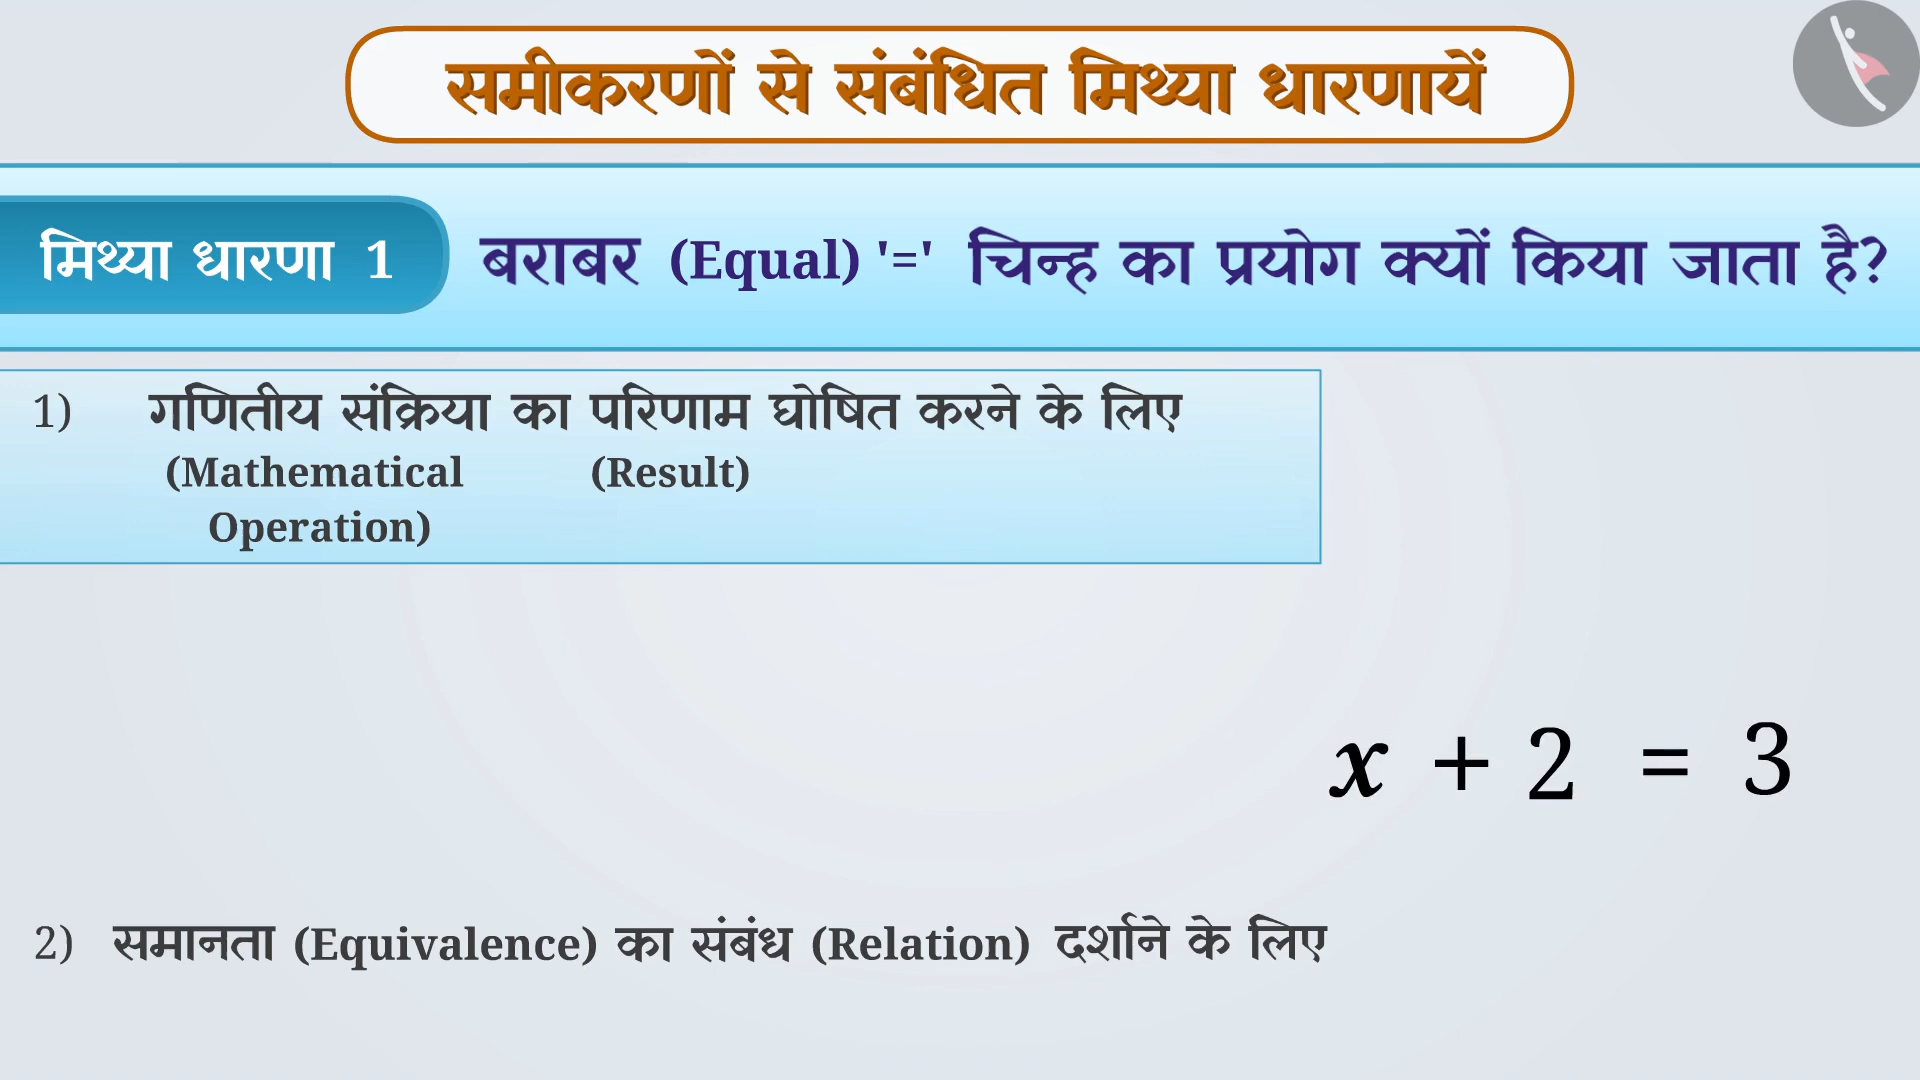 समीकरणों से संबंधित मिथ्या धारणायें
मिथ्या धारणा 1
बराबर (Equal) '=' चिन्ह का प्रयोग क्यों किया जाता है?
1) गणितीय संक्रिया का परिणाम घोषित करने के लिए
(Mathematical (Result)
Operation)
x + 2 = 3
2) समानता (Equivalence) का संबंध (Relation) दर्शाने के लिए